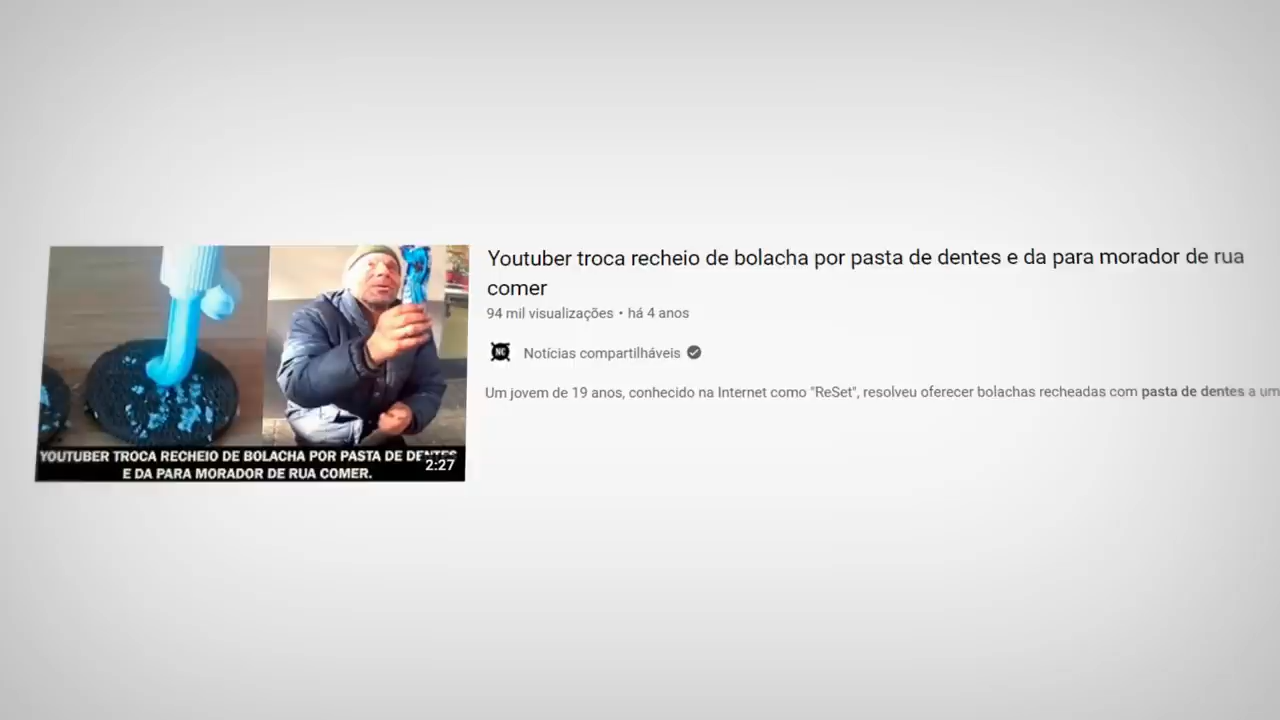 Youtuber troca recheio de bolacha por pasta de dentes e da para morador de rua
comer
94 mil visualizações • há 4 anos
NC
Notícias compartilháveis
Um jovem de 19 anos, conhecido na Internet como "ReSet", resolveu oferecer bolachas recheadas com pasta de dentes a um
YOUTUBER TROCA RECHEIO DE BOLACHA POR PASTA DE DENTES
2:27
E DA PARA MORADOR DE RUA COMER.